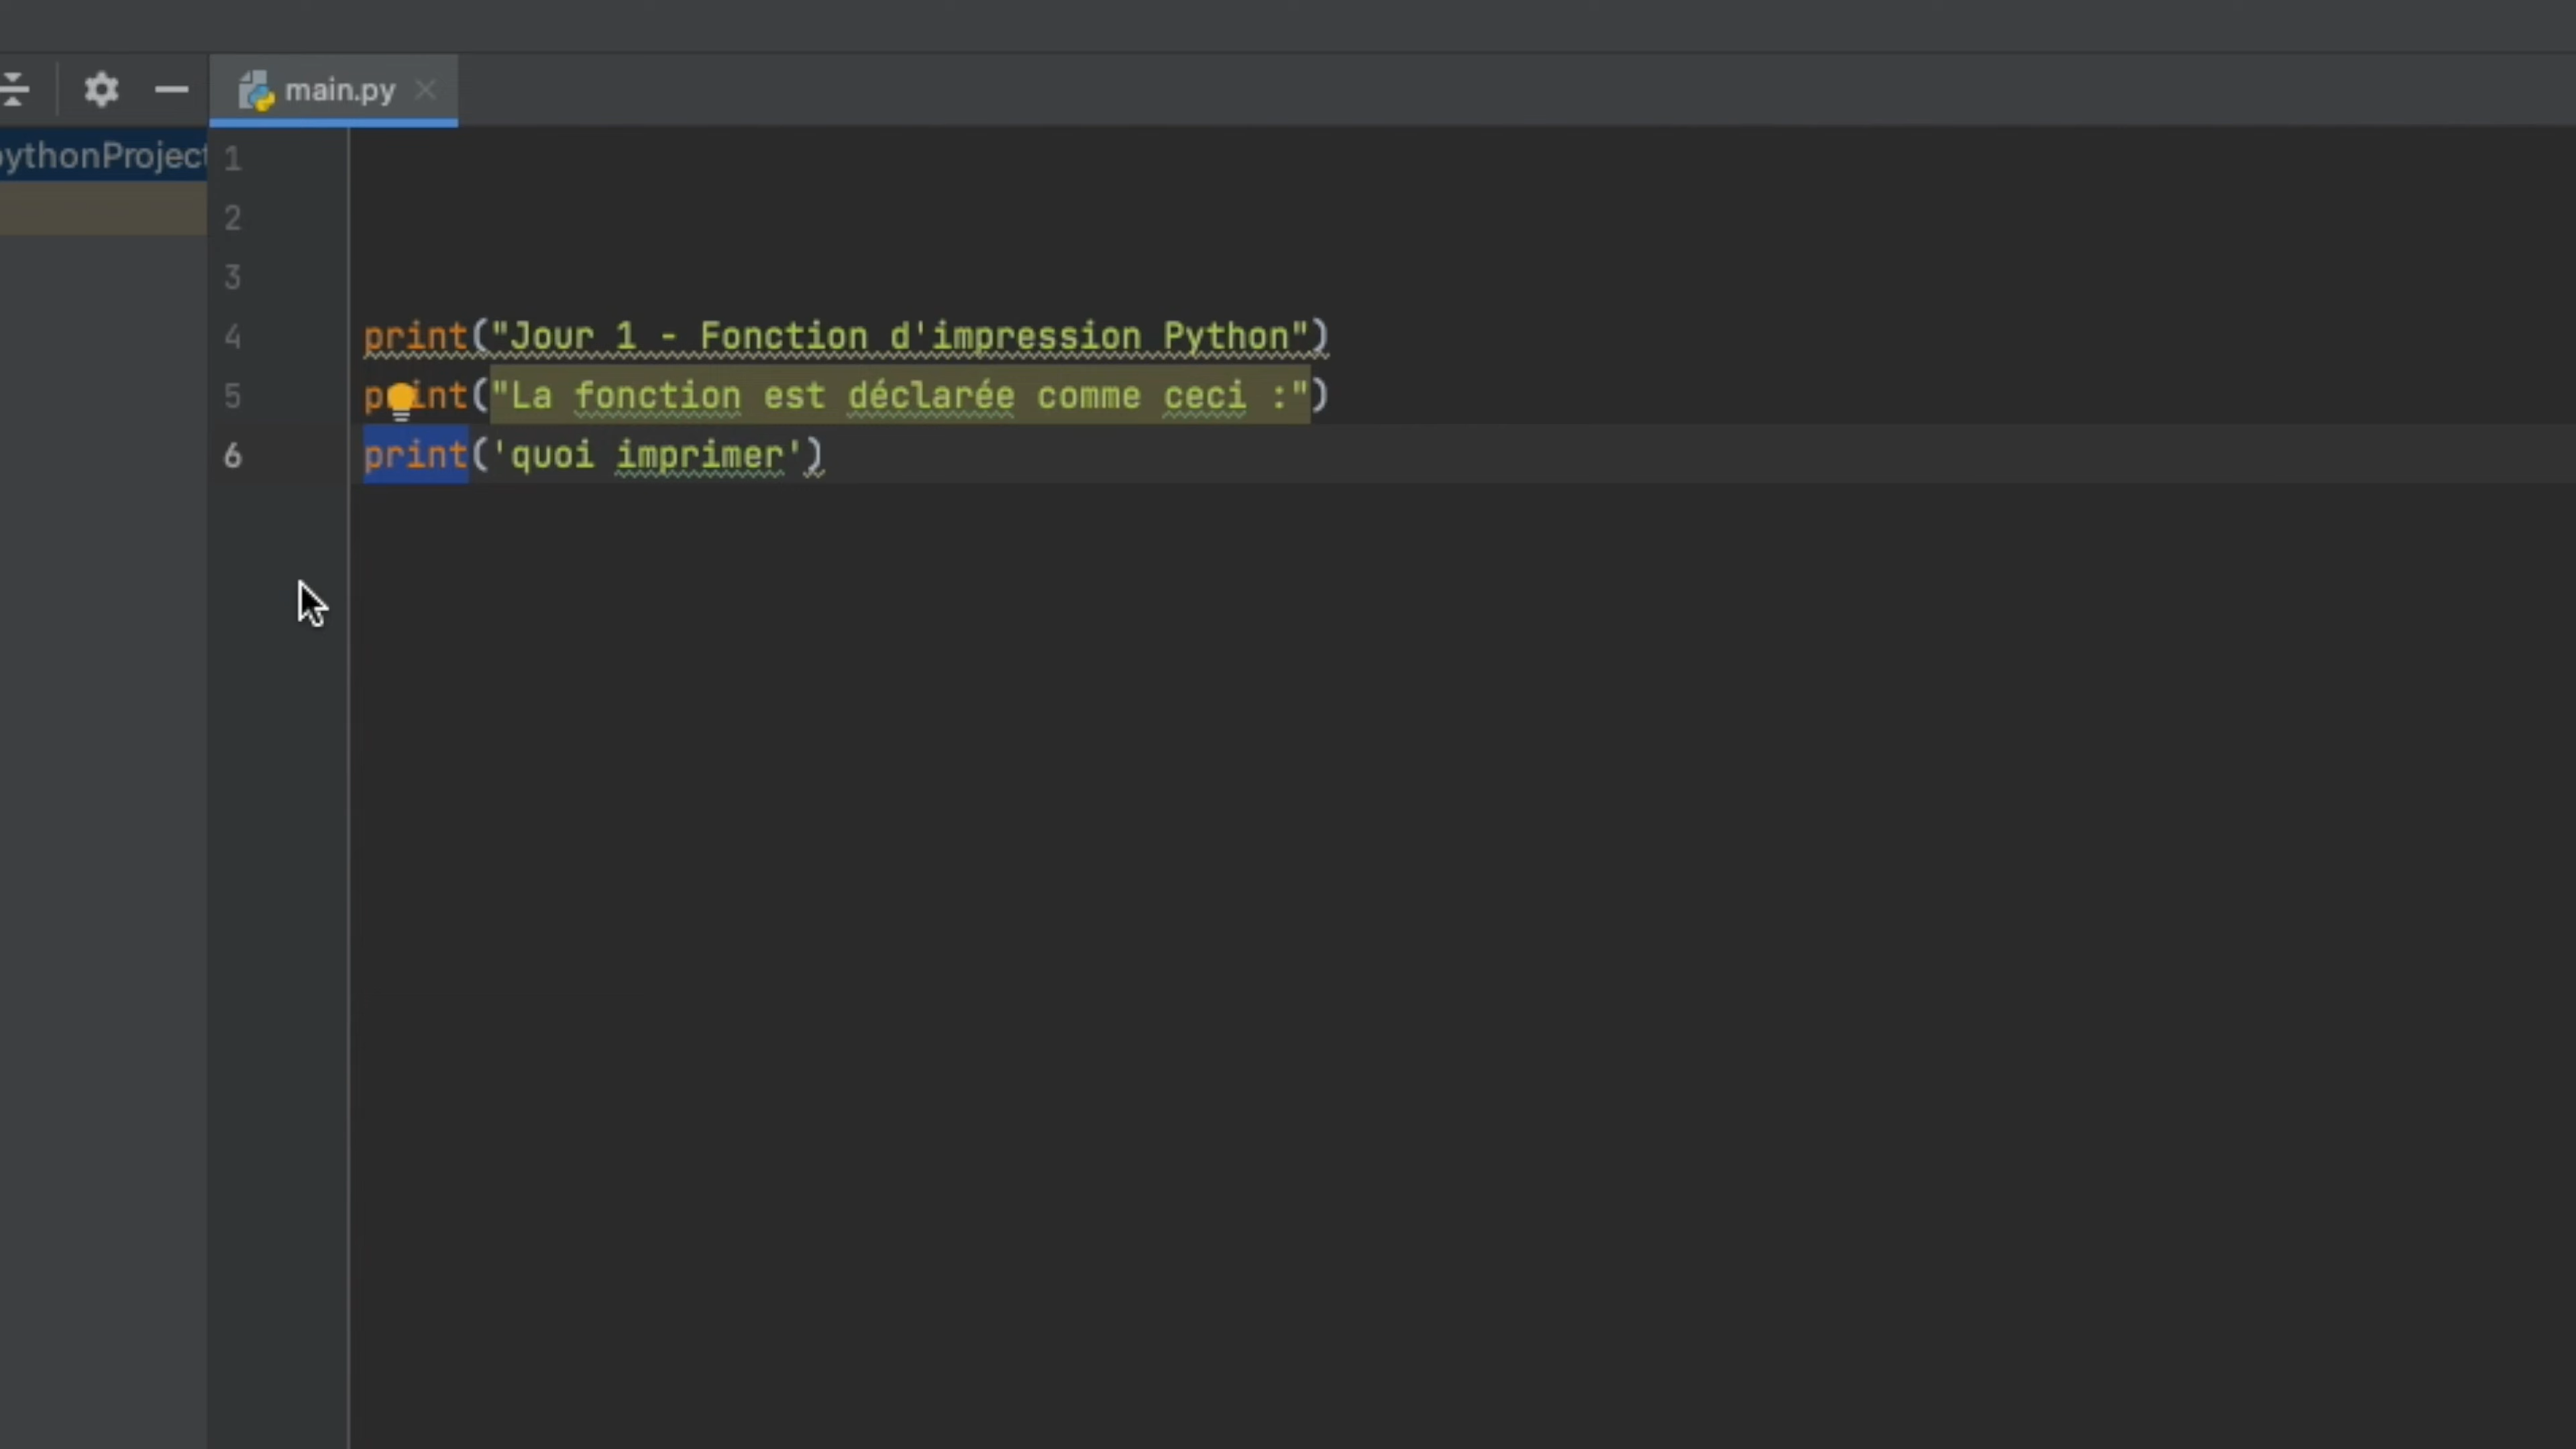 main.py
pythonProject
1
2
3
4 print("Jour 1 - Fonction d'impression Python")
5 print("La fonction est déclarée comme ceci :")
6 print('quoi imprimer')